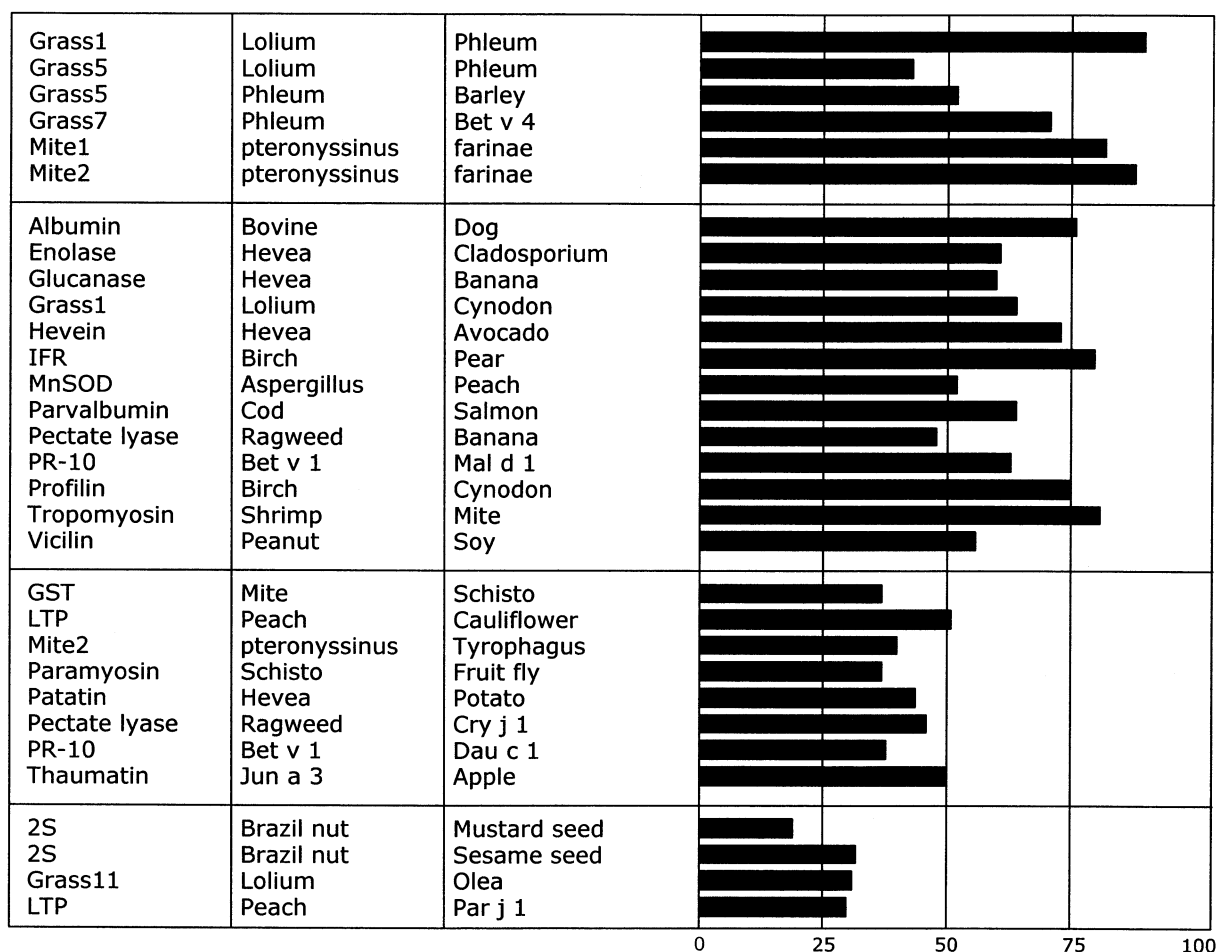 Grass1 Lolium Phleum
Grass5 Lolium Phleum
Grass5 Phleum Barley
Grass7 Phleum Bet v 4
Mite1 pteronyssinus farinae
Mite2 pteronyssinus farinae
Albumin Bovine Dog
Enolase Hevea Cladosporium
Glucanase Hevea Banana
Grass1 Lolium Cynodon
Hevein Hevea Avocado
IFR Birch Pear
MnSOD Aspergillus Peach
Parvalbumin Cod Salmon
Pectate lyase Ragweed Banana
PR-10 Bet v 1 Mal d 1
Profilin Birch Cynodon
Tropomyosin Shrimp Mite
Vicilin Peanut Soy
GST Mite Schisto
LTP Peach Cauliflower
Mite2 pteronyssinus Tyrophagus
Paramyosin Schisto Fruit fly
Patatin Hevea Potato
Pectate lyase Ragweed Cry j 1
PR-10 Bet v 1 Dau c 1
Thaumatin Jun a 3 Apple
2S Brazil nut Mustard seed
2S Brazil nut Sesame seed
Grass11 Lolium Olea
LTP Peach Par j 1
0 25 50 75 100